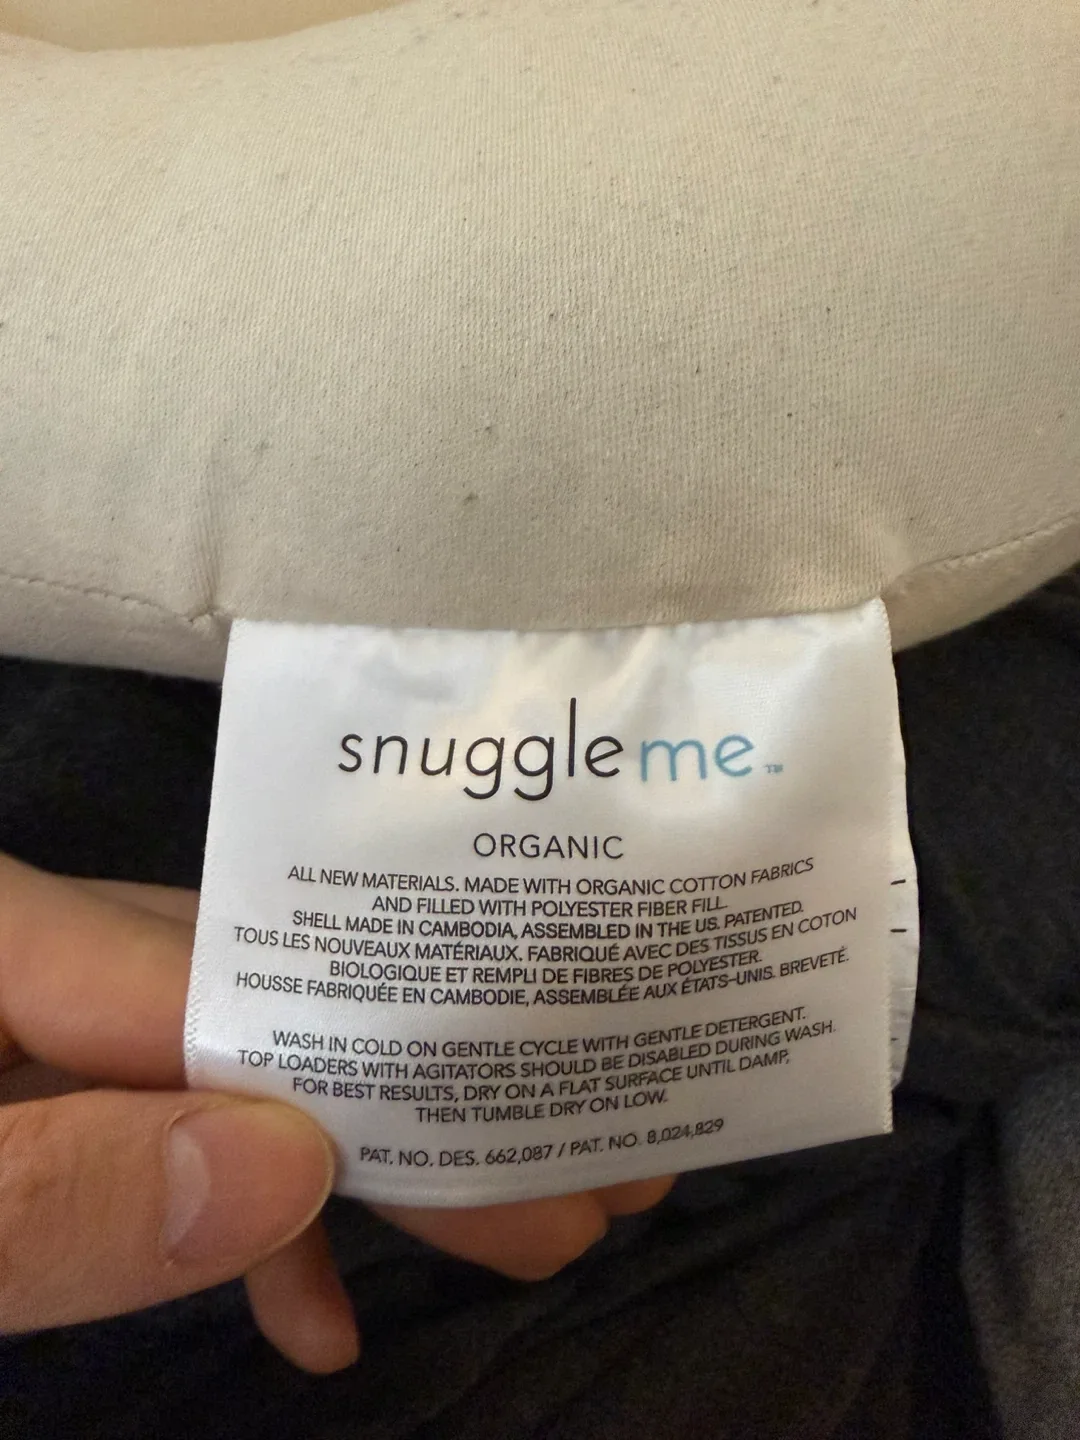 snuggle me™
ORGANIC
ALL NEW MATERIALS. MADE WITH ORGANIC COTTON FABRICS
AND FILLED WITH POLYESTER FIBER FILL.
SHELL MADE IN CAMBODIA, ASSEMBLED IN THE US. PATENTED.
TOUS LES NOUVEAUX MATÉRIAUX. FABRIQUÉ AVEC DES TISSUS EN COTON
BIOLOGIQUE ET REMPLI DE FIBRES DE POLYESTER.
HOUSSE FABRIQUÉE EN CAMBODIE, ASSEMBLÉE AUX ÉTATS-UNIS. BREVETÉ.
WASH IN COLD ON GENTLE CYCLE WITH GENTLE DETERGENT.
TOP LOADERS WITH AGITATORS SHOULD BE DISABLED DURING WASH.
FOR BEST RESULTS, DRY ON A FLAT SURFACE UNTIL DAMP,
THEN TUMBLE DRY ON LOW.
PAT. NO. DES. 662,087 / PAT. NO. 8,024,829